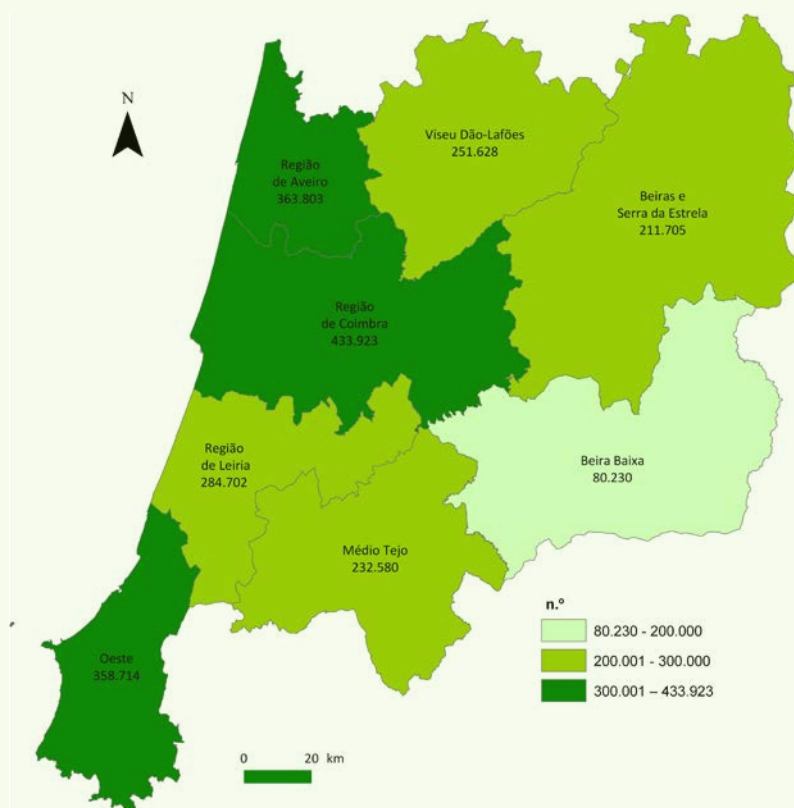 N
Viseu Dão-Lafões
251.628
Região
de Aveiro
363.803
Beiras e
Serra da Estrela
211.705
Região
de Coimbra
433.923
Região
de Leiria
284.702
Beira Baixa
80.230
Médio Tejo
232.580
Oeste
358.714
n.º
80.230 - 200.000
200.001 - 300.000
300.001 – 433.923
0 20 km